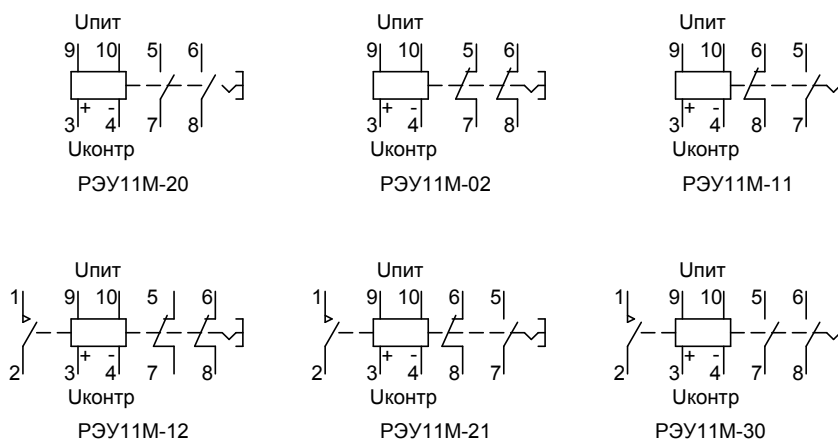 Uпит Uпит Uпит
9 10 5 6 9 10 5 6 9 10 6 5
+ - + - + -
3 4 7 8 3 4 7 8 3 4 8 7
Uконтр Uконтр Uконтр
РЭУ11М-20 РЭУ11М-02 РЭУ11М-11
Uпит Uпит Uпит
1 9 10 5 6 1 9 10 6 5 1 9 10 5 6
+ - + - + -
2 3 4 7 8 2 3 4 8 7 2 3 4 7 8
Uконтр Uконтр Uконтр
РЭУ11М-12 РЭУ11М-21 РЭУ11М-30